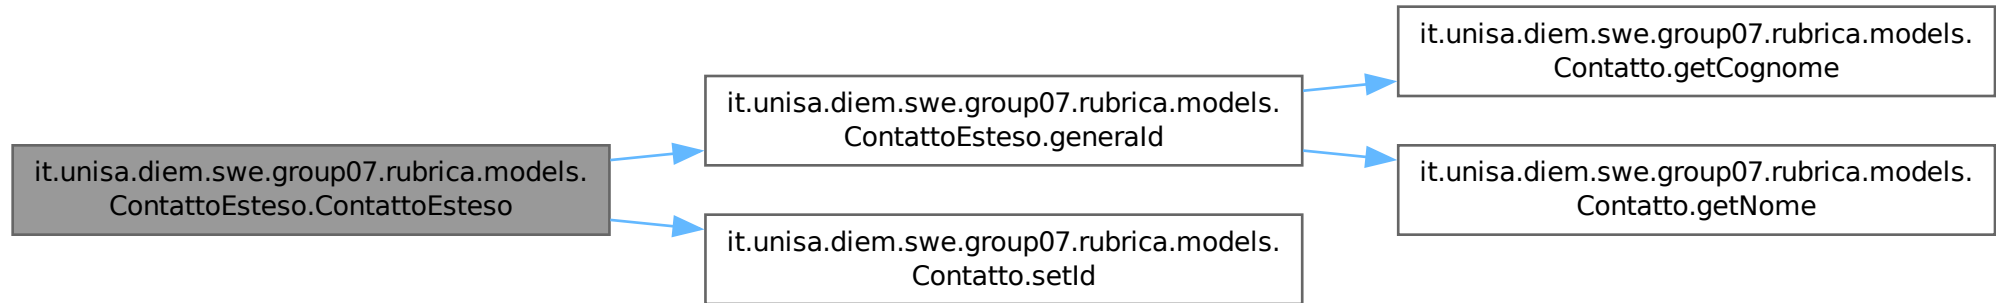 it.unisa.diem.swe.group07.rubrica.models.
ContattoEsteso.ContattoEsteso
it.unisa.diem.swe.group07.rubrica.models.
ContattoEsteso.generaId
it.unisa.diem.swe.group07.rubrica.models.
Contatto.getCognome
it.unisa.diem.swe.group07.rubrica.models.
Contatto.getNome
it.unisa.diem.swe.group07.rubrica.models.
Contatto.setId